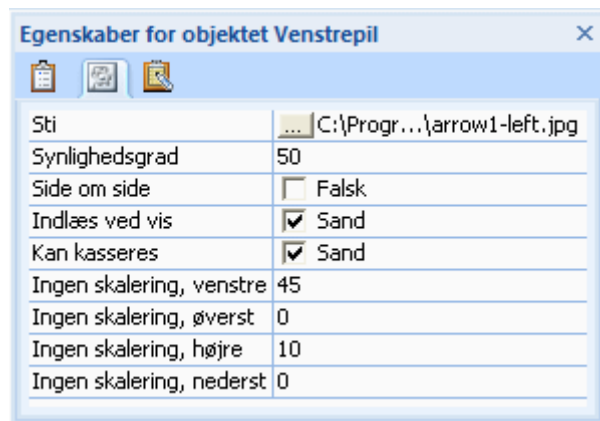 Egenskaber for objektet Venstrepil
Sti ... C:\Progr...\arrow1-left.jpg
Synlighedsgrad 50
Side om side Falsk
Indlæs ved vis Sand
Kan kasseres Sand
Ingen skalering, venstre 45
Ingen skalering, øverst 0
Ingen skalering, højre 10
Ingen skalering, nederst 0